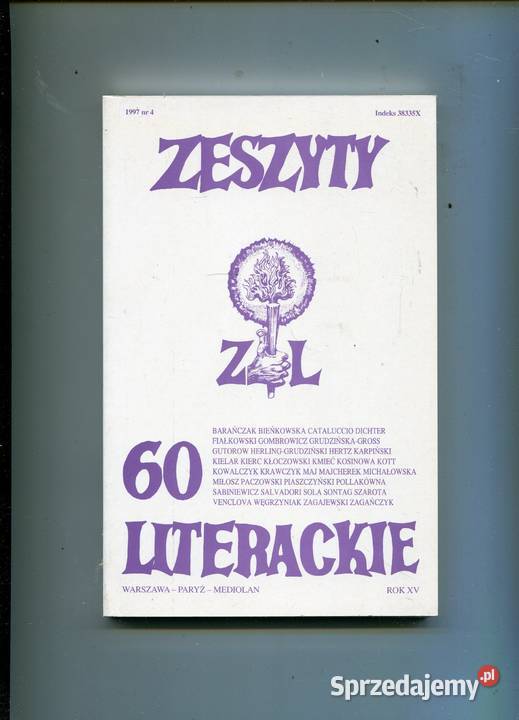 1997 nr 4 Indeks 38335X
ZESZYTY
Z L
60
BARAŃCZAK BIEŃKOWSKA CATALUCCIO DICHTER
FIAŁKOWSKI GOMBROWICZ GRUDZIŃSKA-GROSS
GUTOROW HERLING-GRUDZIŃSKI HERTZ KARPIŃSKI
KIELAR KIERC KŁOCZOWSKI KMIEĆ KOSINOWA KOTT
KOWALCZYK KRAWCZYK MAJ MAJCHEREK MICHAŁOWSKA
MIŁOSZ PACZOWSKI PIASZCZYŃSKI POLLAKÓWNA
SABINIEWICZ SALVADORI SOLA SONTAG SZAROTA
VENCLOVA WĘGRZYNIAK ZAGAJEWSKI ZAGAŃCZYK
LITERACKIE
WARSZAWA – PARYŻ – MEDIOLAN ROK XV
Sprzedajemy.pl